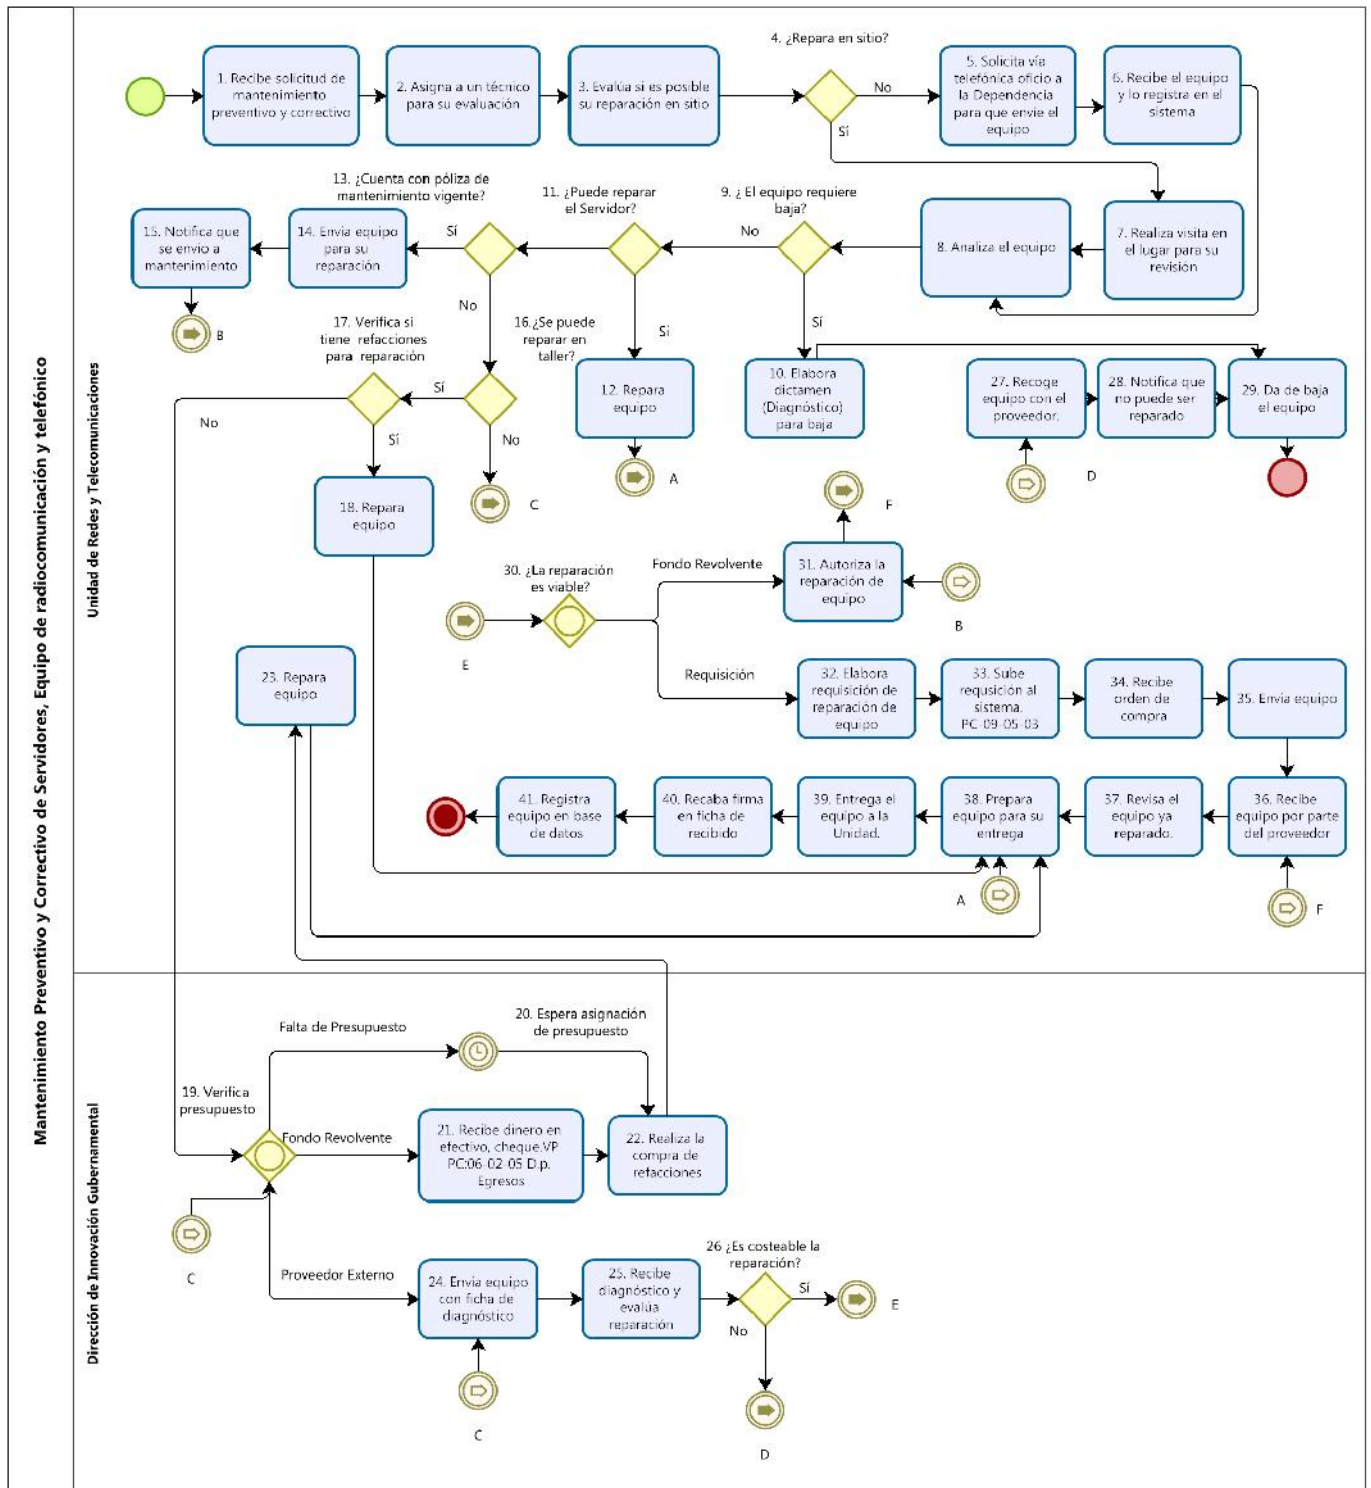 Mantenimiento Preventivo y Correctivo de Servidores, Equipo de radiocomunicación y telefónico
Unidad de Redes y Telecomunicaciones
4. ¿Repara en sitio?
1. Recibe solicitud de
mantenimiento
preventivo y correctivo
2. Asigna a un técnico
para su evaluación
3. Evalúa si es posible
su reparación en sitio
No
Sí
5. Solicita vía
telefónica oficio a
la Dependencia
para que envíe el
equipo
6. Recibe el equipo
y lo registra en el
sistema
13. ¿Cuenta con póliza de
mantenimiento vigente?
11. ¿Puede reparar
el Servidor?
9. ¿ El equipo requiere
baja?
15. Notifica que
se envío a
mantenimiento
14. Envía equipo
para su
reparación
Sí
No
8. Analiza el equipo
7. Realiza visita en
el lugar para su
revisión
B
No
17. Verifica si
tiene refacciones
para reparación
16.¿Se puede
reparar en
taller?
Sí
Sí
Sí
No
Sí
No
12. Repara
equipo
10. Elabora
dictamen
(Diagnóstico)
para baja
27. Recoge
equipo con el
proveedor.
28. Notifica que
no puede ser
reparado
29. Da de baja
el equipo
18. Repara
equipo
C
A
F
D
30. ¿La reparación
es viable?
Fondo Revolvente
31. Autoriza la
reparación de
equipo
E
B
23. Repara
equipo
Requisición
32. Elabora
requisición de
reparación de
equipo
33. Sube
requsición al
sistema.
PC-09-05-03
34. Recibe
orden de
compra
35. Envía equipo
41. Registra
equipo en base
de datos
40. Recaba firma
en ficha de
recibido
39. Entrega el
equipo a la
Unidad.
38. Prepara
equipo para su
entrega
37. Revisa el
equipo ya
reparado.
36. Recibe
equipo por parte
del proveedor
A
F
Dirección de Innovación Gubernamental
Falta de Presupuesto
20. Espera asignación
de presupuesto
19. Verifica
presupuesto
Fondo Revolvente
21. Recibe dinero en
efectivo, cheque.VP
PC:06-02-05 D.p.
Egresos
22. Realiza la
compra de
refacciones
C
Proveedor Externo
24. Envía equipo
con ficha de
diagnóstico
25. Recibe
diagnóstico y
evalúa
reparación
26 ¿Es costeable la
reparación?
Sí
E
No
C
D